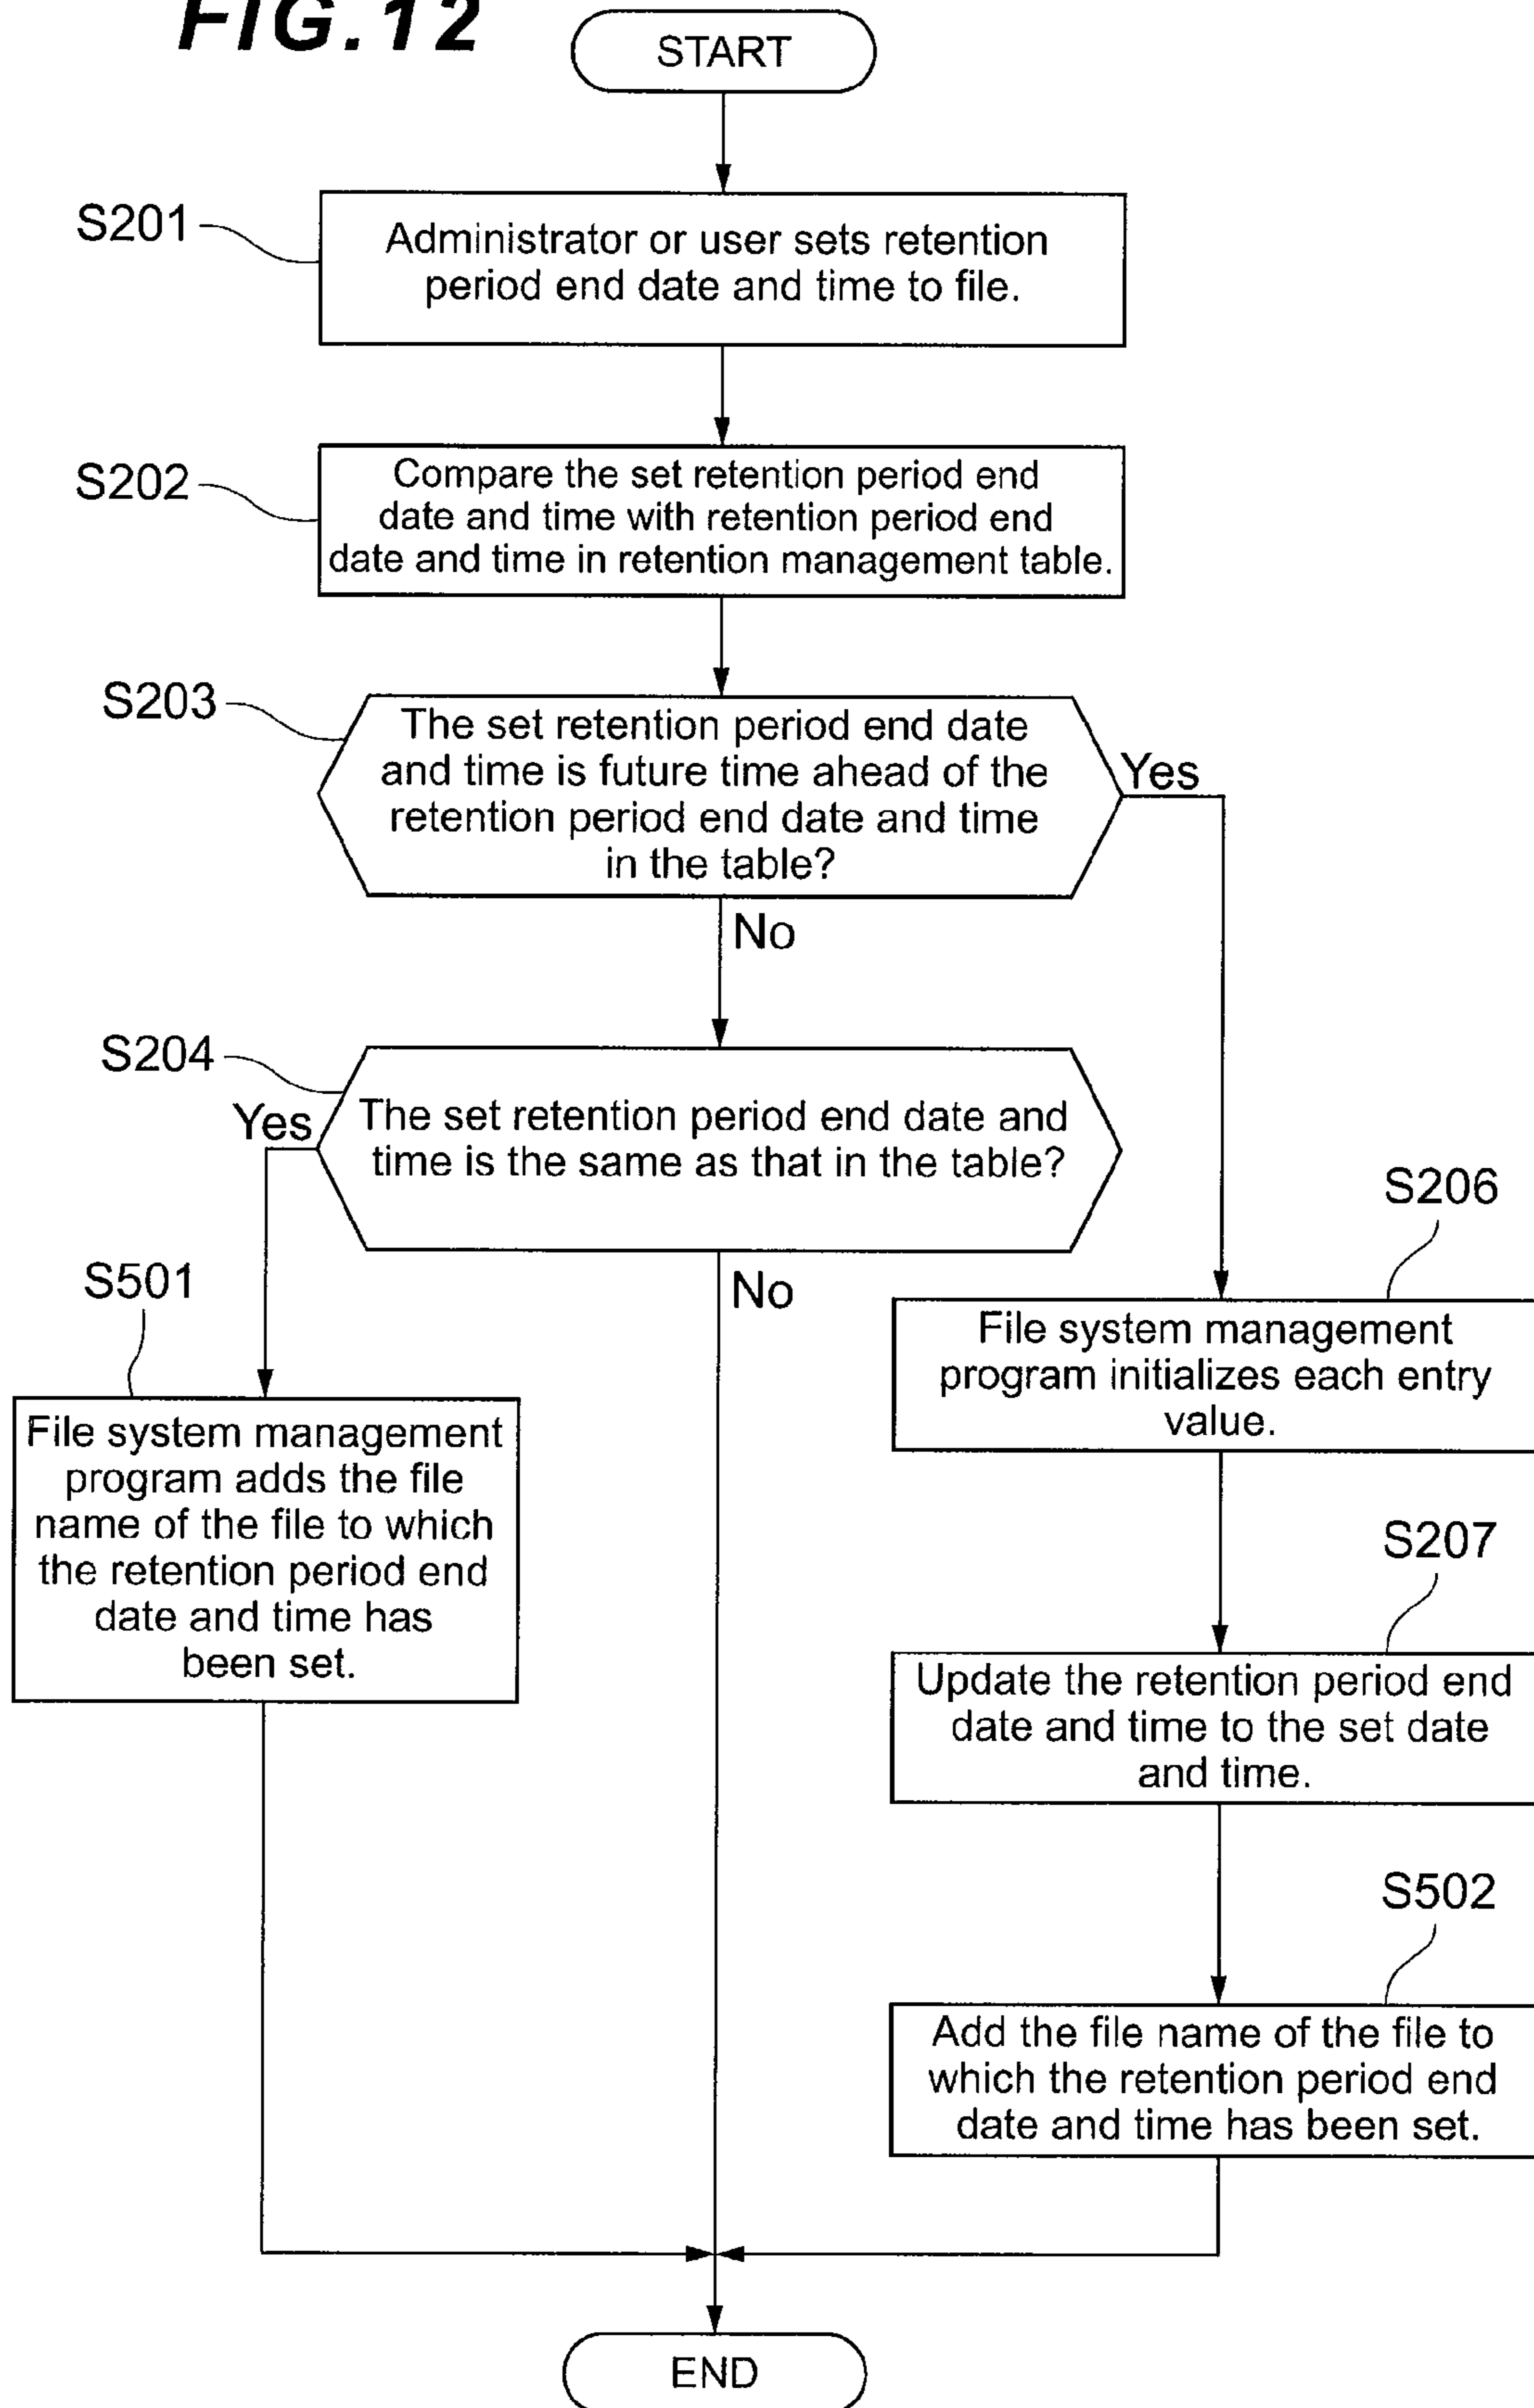 FIG.12
START
S201
Administrator or user sets retention
period end date and time to file.
S202
Compare the set retention period end
date and time with retention period end
date and time in retention management table.
S203
The set retention period end date
and time is future time ahead of the
retention period end date and time
in the table?
Yes
No
S204
Yes
The set retention period end date and
time is the same as that in the table?
No
S206
File system management
program initializes each entry
value.
S501
File system management
program adds the file
name of the file to which
the retention period end
date and time has
been set.
S207
Update the retention period end
date and time to the set date
and time.
S502
Add the file name of the file to
which the retention period end
date and time has been set.
END